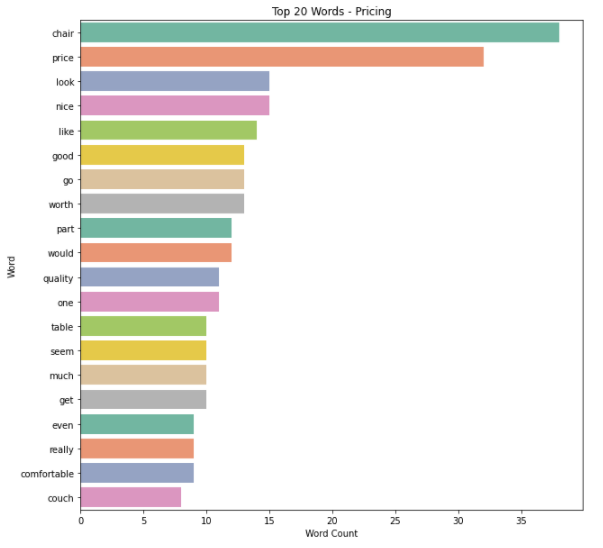 Top 20 Words - Pricing
Word
chair
price
look
nice
like
good
go
worth
part
would
quality
one
table
seem
much
get
even
really
comfortable
couch
0 5 10 15 20 25 30 35
Word Count